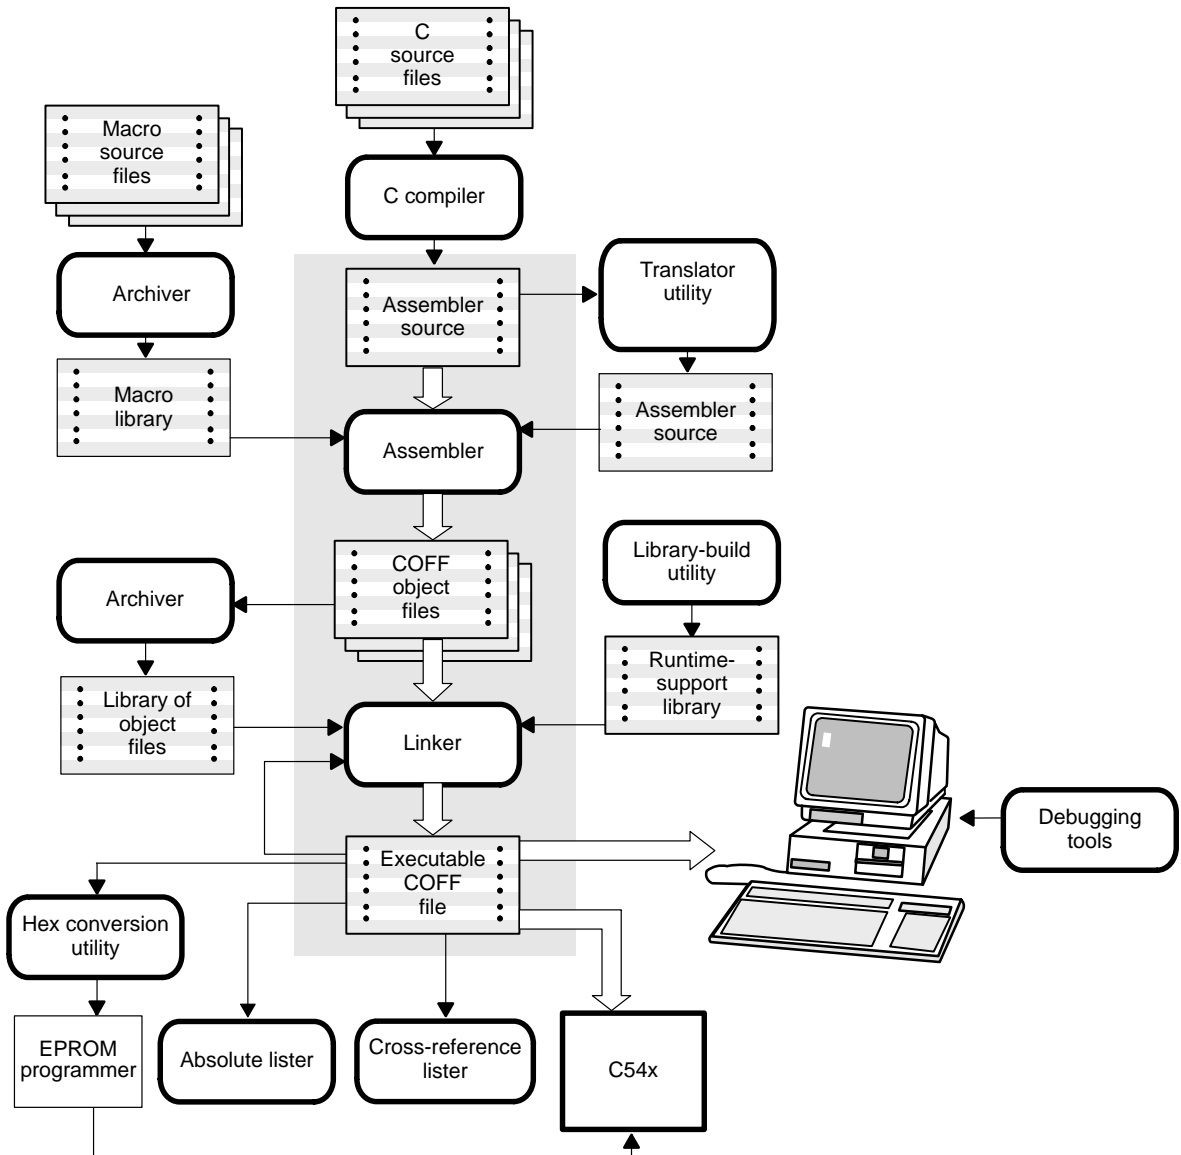 C
source
files
Macro
source
files
C compiler
Archiver
Translator
utility
Assembler
source
Macro
library
Assembler
source
Assembler
COFF
object
files
Library-build
utility
Archiver
Runtime-
support
library
Library of
object
files
Linker
Debugging
tools
Executable
COFF
file
Hex conversion
utility
EPROM
programmer
Absolute lister
Cross-reference
lister
C54x